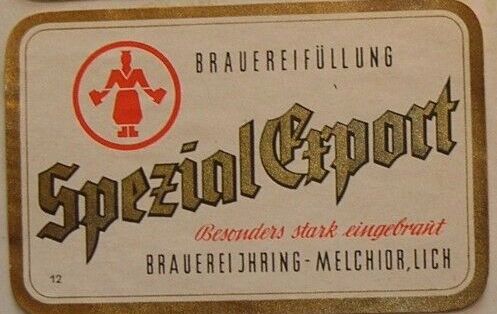 BRAUEREIFÜLLUNG
Spezial Export
Besonders stark eingebraut
BRAUEREI JHRING-MELCHIOR, LICH
12